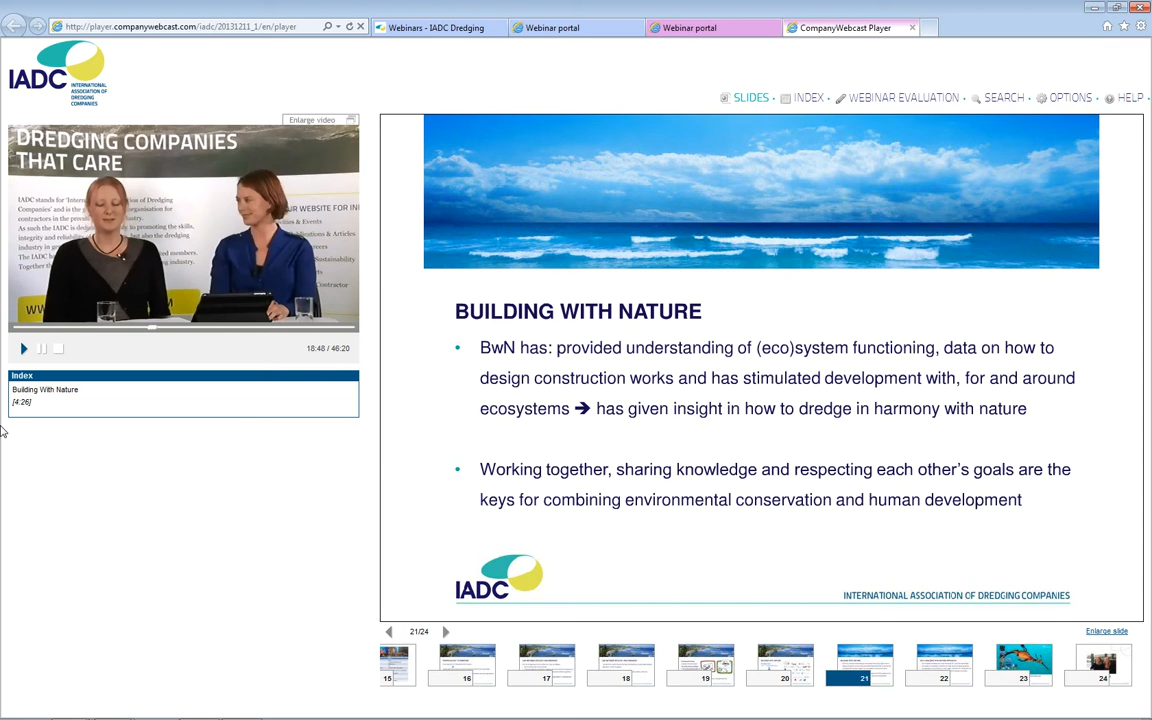 http://player.companywebcast.com/iadc/20131211_1/en/player
Webinars - IADC Dredging
Webinar portal
Webinar portal
CompanyWebcast Player
IADC
INTERNATIONAL
ASSOCIATION OF
DREDGING
COMPANIES
SLIDES
INDEX
WEBINAR EVALUATION
SEARCH
OPTIONS
HELP
Enlarge video
DREDGING COMPANIES
THAT CARE
18:48 / 46:20
Index
Building With Nature
[4:26]
BUILDING WITH NATURE
• BwN has: provided understanding of (eco)system functioning, data on how to
design construction works and has stimulated development with, for and around
ecosystems ➔ has given insight in how to dredge in harmony with nature
• Working together, sharing knowledge and respecting each other's goals are the
keys for combining environmental conservation and human development
IADC
INTERNATIONAL ASSOCIATION OF DREDGING COMPANIES
21/24
Enlarge slide
15
16
17
18
19
20
21
22
23
24